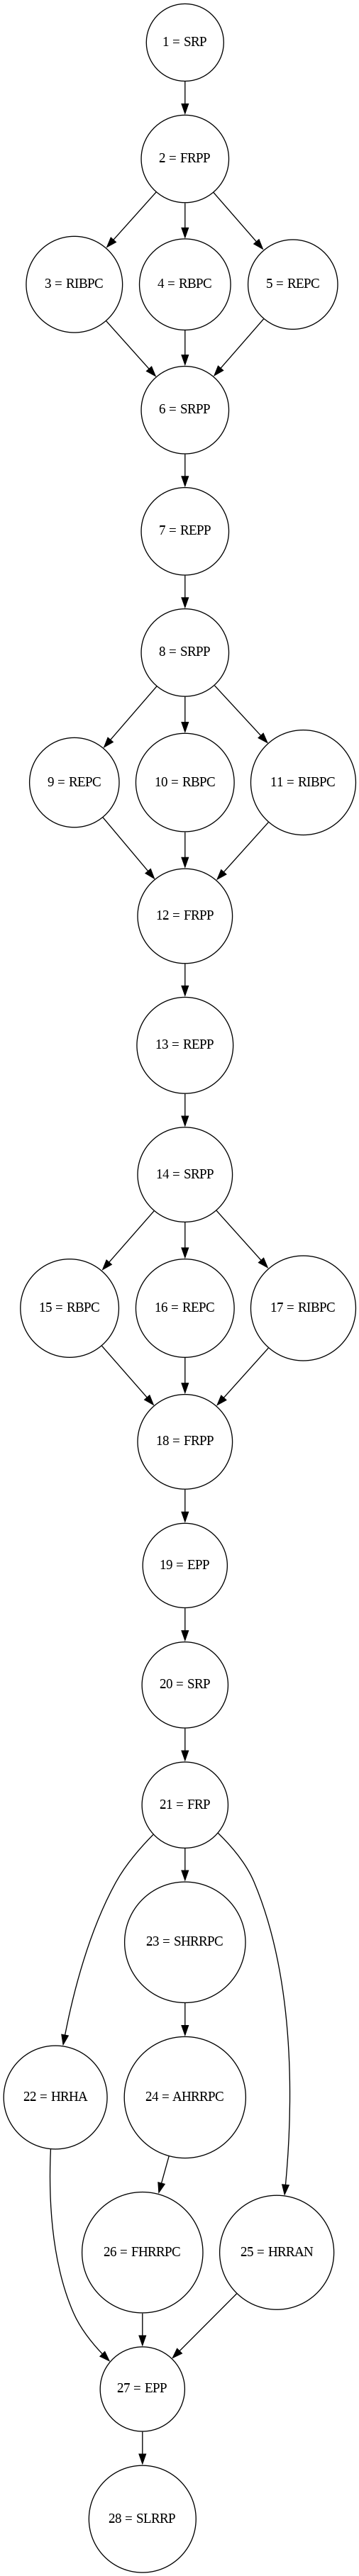 1 = SRP
2 = FRPP
3 = RIBPC
4 = RBPC
5 = REPC
6 = SRPP
7 = REPP
8 = SRPP
9 = REPC
10 = RBPC
11 = RIBPC
12 = FRPP
13 = REPP
14 = SRPP
15 = RBPC
16 = REPC
17 = RIBPC
18 = FRPP
19 = EPP
20 = SRP
21 = FRP
23 = SHRRPC
22 = HRHA
24 = AHRRPC
26 = FHRRPC
25 = HRRAN
27 = EPP
28 = SLRRP